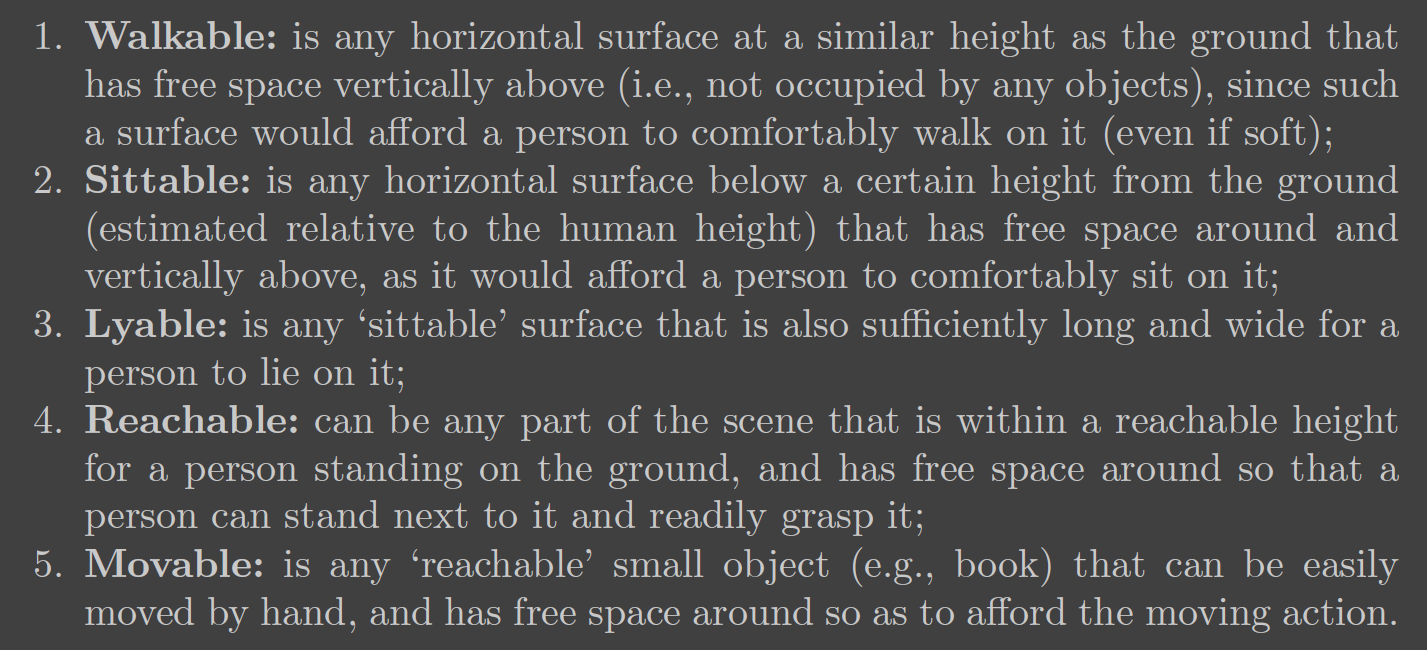 1. Walkable: is any horizontal surface at a similar height as the ground that
has free space vertically above (i.e., not occupied by any objects), since such
a surface would afford a person to comfortably walk on it (even if soft);
2. Sittable: is any horizontal surface below a certain height from the ground
(estimated relative to the human height) that has free space around and
vertically above, as it would afford a person to comfortably sit on it;
3. Lyable: is any ‘sittable’ surface that is also sufficiently long and wide for a
person to lie on it;
4. Reachable: can be any part of the scene that is within a reachable height
for a person standing on the ground, and has free space around so that a
person can stand next to it and readily grasp it;
5. Movable: is any ‘reachable’ small object (e.g., book) that can be easily
moved by hand, and has free space around so as to afford the moving action.